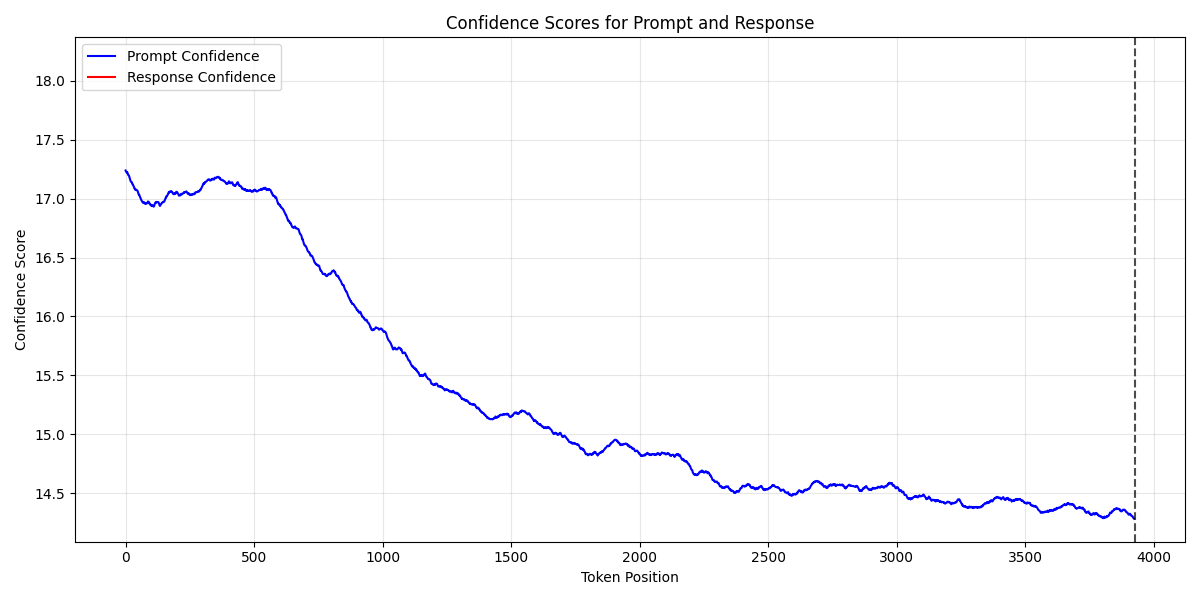 Confidence Scores for Prompt and Response
Prompt Confidence
Response Confidence
Confidence Score
18.0
17.5
17.0
16.5
16.0
15.5
15.0
14.5
0 500 1000 1500 2000 2500 3000 3500 4000
Token Position